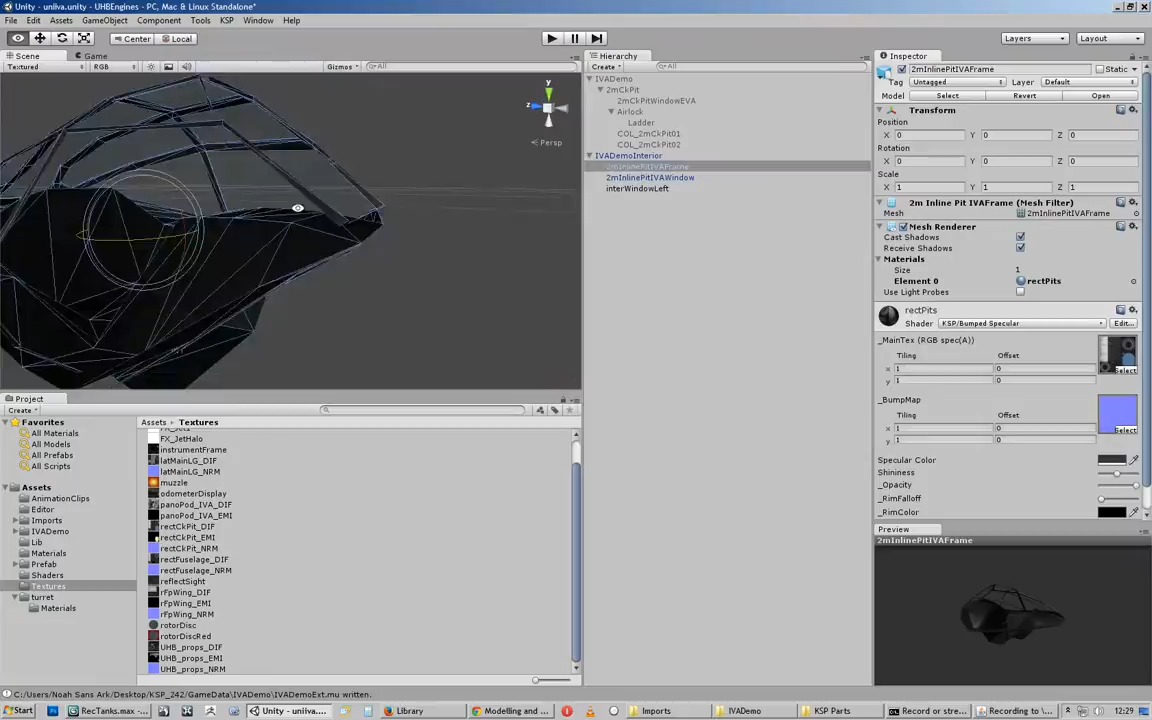 Unity - uniiva.unity - UHBEngines - PC, Mac & Linux Standalone*
File Edit Assets GameObject Component Tools KSP Window Help
Center Local Layers Layout
Scene Game
Textured RGB Gizmos All
y
z
Persp
Hierarchy
Create All
IVADemo
2mCkPit
2mCkPitWindowEVA
Airlock
Ladder
COL_2mCkPit01
COL_2mCkPit02
IVADemoInterior
2mInlinePitIVAFrame
2mInlinePitIVAWindow
interWindowLeft
Inspector
2mInlinePitIVAFrame Static
Tag Untagged Layer Default
Model Select Revert Open
Transform
Position
X 0 Y 0 Z 0
Rotation
X 0 Y 0 Z 0
Scale
X 1 Y 1 Z 1
2m Inline Pit IVAFrame (Mesh Filter)
Mesh 2mInlinePitIVAFrame
Mesh Renderer
Cast Shadows
Receive Shadows
Materials
Size 1
Element 0 rectPits
Use Light Probes
rectPits
Shader KSP/Bumped Specular Edit...
_MainTex (RGB spec(A))
Tiling Offset
x 1 0
y 1 0
Select
_BumpMap
Tiling Offset
x 1 0
y 1 0
Select
Specular Color
Shininess
_Opacity
_RimFalloff
_RimColor
Preview
2mInlinePitIVAFrame
Project
Create
Favorites
All Materials
All Models
All Prefabs
All Scripts
Assets
AnimationClips
Editor
Imports
IVADemo
Lib
Materials
Prefab
Shaders
Textures
turret
Materials
Assets Textures
FX_JetHalo
instrumentFrame
latMainLG_DIF
latMainLG_NRM
muzzle
odometerDisplay
panoPod_IVA_DIF
panoPod_IVA_EMI
rectCkPit_DIF
rectCkPit_EMI
rectCkPit_NRM
rectFuselage_DIF
rectFuselage_NRM
reflectSight
rFpWing_DIF
rFpWing_EMI
rFpWing_NRM
rotorDisc
rotorDiscRed
UHB_props_DIF
UHB_props_EMI
UHB_props_NRM
C:/Users/Noah Sans Ark/Desktop/KSP_242/GameData/IVADemo/IVADemoExt.mu written.
Start RecTanks.max - ... Unity - uniiva.... Library Modelling and ... Imports IVADemo KSP Parts Record or stre... Recording to \... 12:29